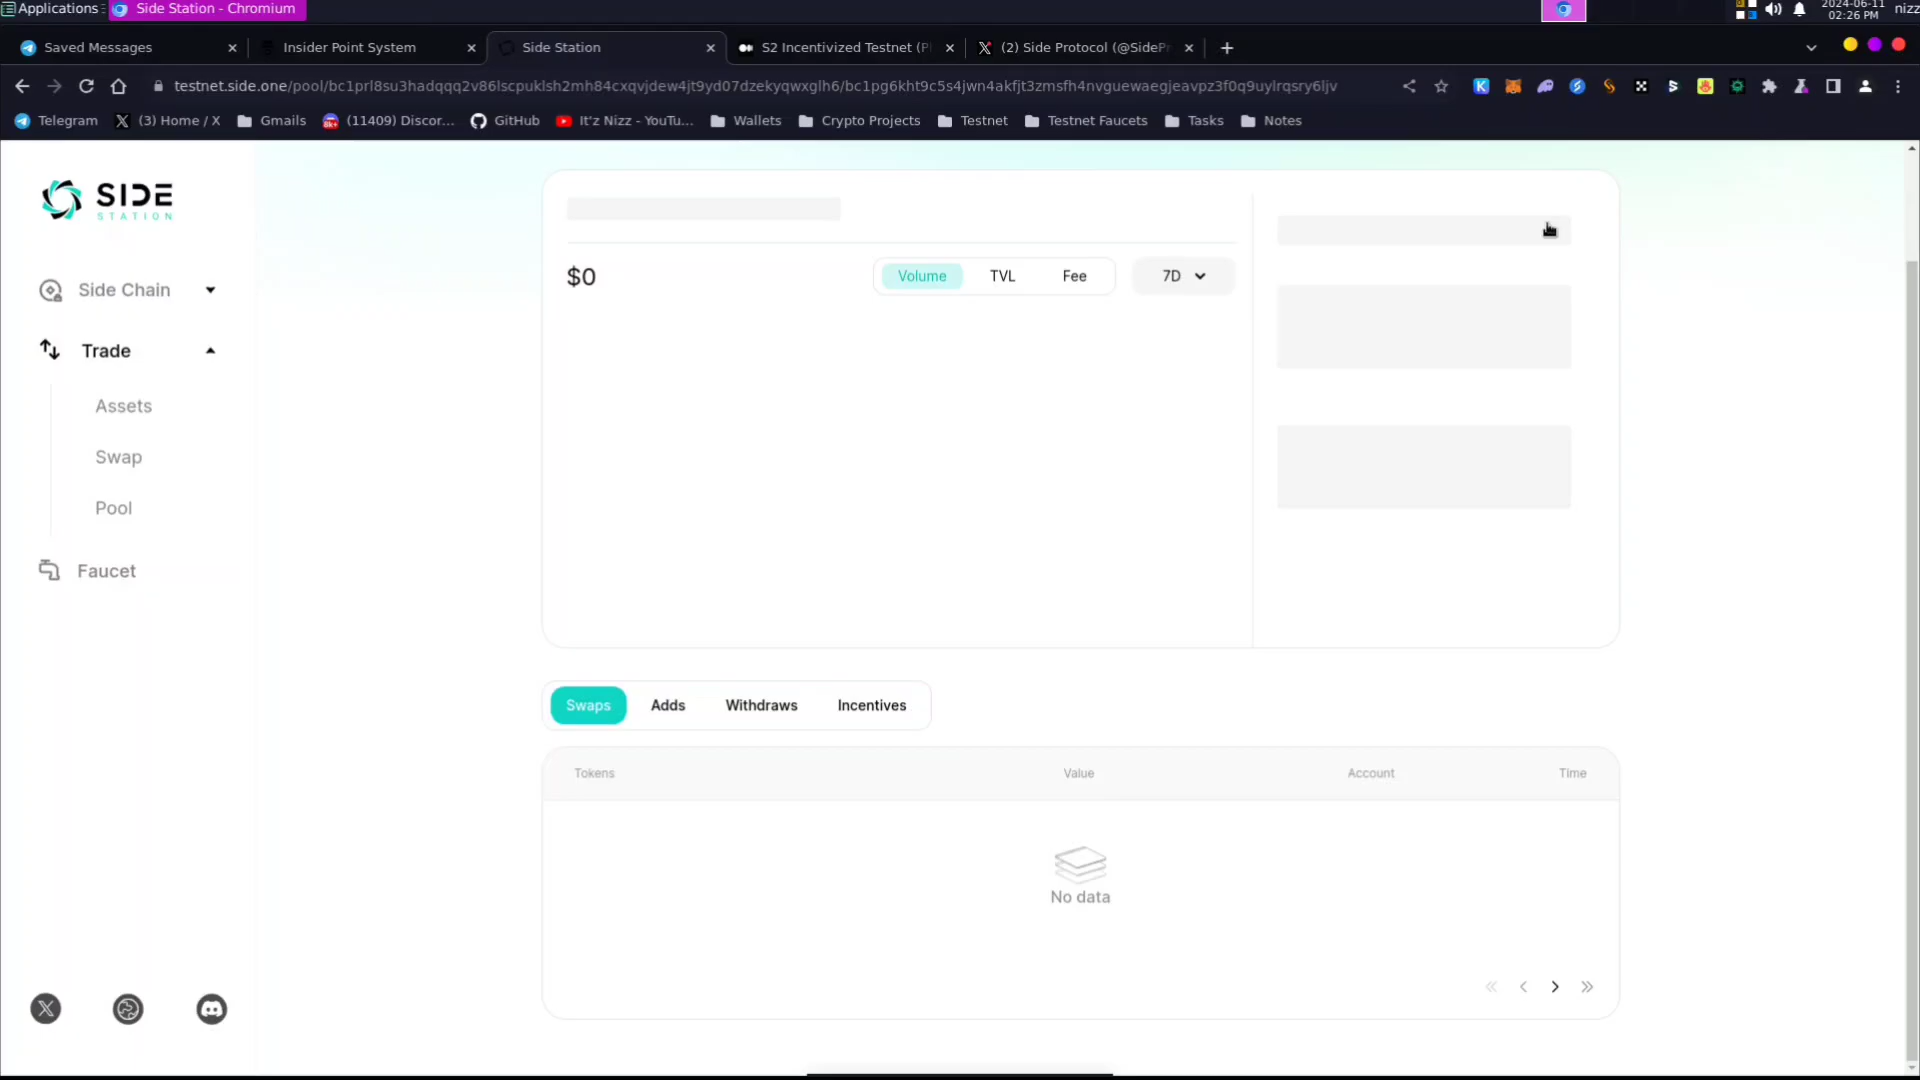 Applications
Side Station - Chromium
2024-06-11
02:26 PM
nizz
Saved Messages
Insider Point System
Side Station
S2 Incentivized Testnet (P
(2) Side Protocol (@SidePr
testnet.side.one/pool/bc1prl8su3hadqqq2v86lscpuklsh2mh84cxqvjdew4jt9yd07dzekyqwxglh6/bc1pg6kht9c5s4jwn4akfjt3zmsfh4nvguewaegjeavpz3f0q9uylrqsry6ljv
Telegram
(3) Home / X
Gmails
(11409) Discor...
GitHub
It'z Nizz - YouTu...
Wallets
Crypto Projects
Testnet
Testnet Faucets
Tasks
Notes
SIDE
STATION
Side Chain
Trade
Assets
Swap
Pool
Faucet
$0
Volume
TVL
Fee
7D
Swaps
Adds
Withdraws
Incentives
Tokens
Value
Account
Time
No data